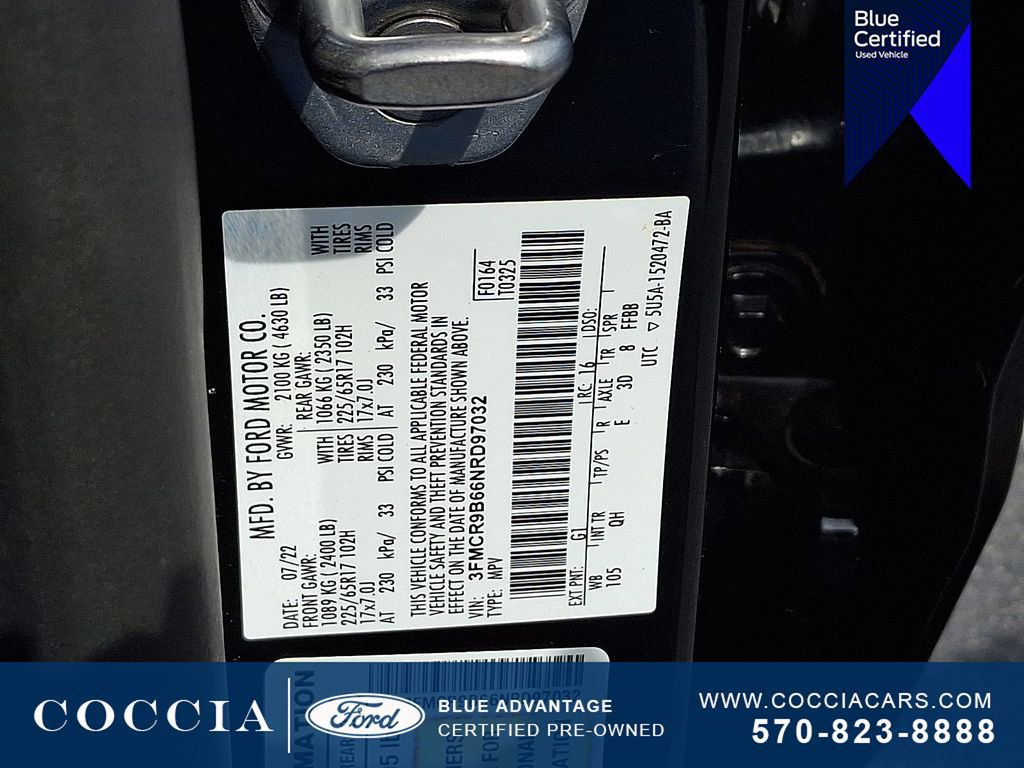 Blue
Certified
Used Vehicle
MFD. BY FORD MOTOR CO.
DATE: 07/22 GVWR: 2100 KG ( 4630 LB)
FRONT GAWR: REAR GAWR:
1089 KG ( 2400 LB) WITH 1066 KG ( 2350 LB) WITH
225/65R17 102H TIRES 225/65R17 102H TIRES
17x7.0J RIMS 17x7.0J RIMS
AT 230 kPa/ 33 PSI COLD AT 230 kPa/ 33 PSI COLD
THIS VEHICLE CONFORMS TO ALL APPLICABLE FEDERAL MOTOR
VEHICLE SAFETY AND THEFT PREVENTION STANDARDS IN
EFFECT ON THE DATE OF MANUFACTURE SHOWN ABOVE.
VIN: 3FMCR9B66NRD97032
TYPE: MPV
F0164
T0325
EXT PNT: G1 RC: 16 DSO:
WB INT TR TP/PS R AXLE TR SPR
105 QH E 3D 8 FFBB
UTC ▽ 5U5A-1520472-BA
MATION
3FMCR9B66NRD97032
REAR
COCCIA
Ford
BLUE ADVANTAGE
CERTIFIED PRE-OWNED
WWW.COCCIACARS.COM
570-823-8888